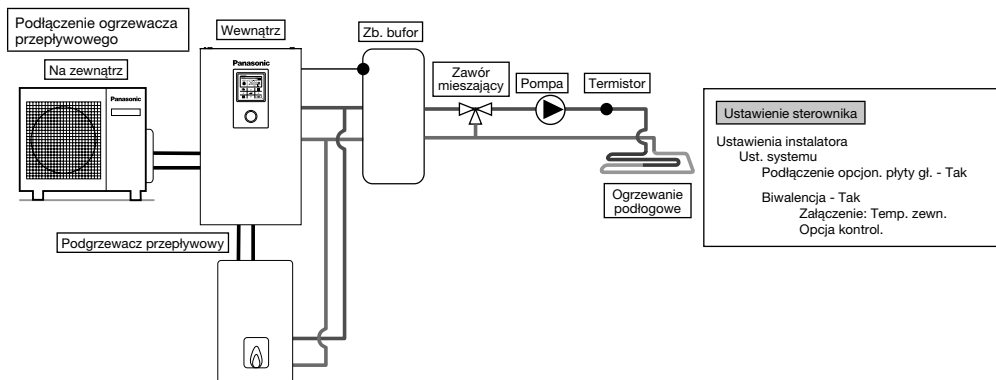 Podłączenie ogrzewacza
przepływowego
Na zewnątrz
Panasonic
Wewnątrz
Panasonic
Zb. bufor
Zawór
mieszający
Pompa
Termistor
Ogrzewanie
podłogowe
Podgrzewacz przepływowy
Ustawienie sterownika
Ustawienia instalatora
Ust. systemu
Podłączenie opcjon. płyty gł. - Tak
Biwalencja - Tak
Załączenie: Temp. zewn.
Opcja kontrol.